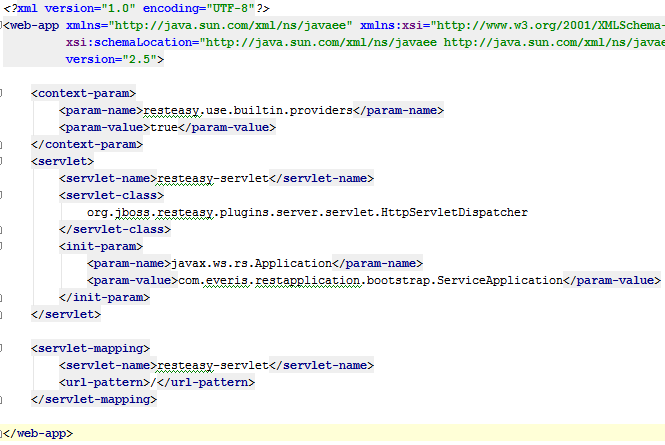 <?xml version="1.0" encoding="UTF-8"?>
<web-app xmlns="http://java.sun.com/xml/ns/javaee" xmlns:xsi="http://www.w3.org/2001/XMLSchema-
xsi:schemaLocation="http://java.sun.com/xml/ns/javaee http://java.sun.com/xml/ns/javae
version="2.5">
<context-param>
<param-name>resteasy.use.builtin.providers</param-name>
<param-value>true</param-value>
</context-param>
<servlet>
<servlet-name>resteasy-servlet</servlet-name>
<servlet-class>
org.jboss.resteasy.plugins.server.servlet.HttpServletDispatcher
</servlet-class>
<init-param>
<param-name>javax.ws.rs.Application</param-name>
<param-value>com.everis.restapplication.bootstrap.ServiceApplication</param-value>
</init-param>
</servlet>
<servlet-mapping>
<servlet-name>resteasy-servlet</servlet-name>
<url-pattern>/</url-pattern>
</servlet-mapping>
</web-app>